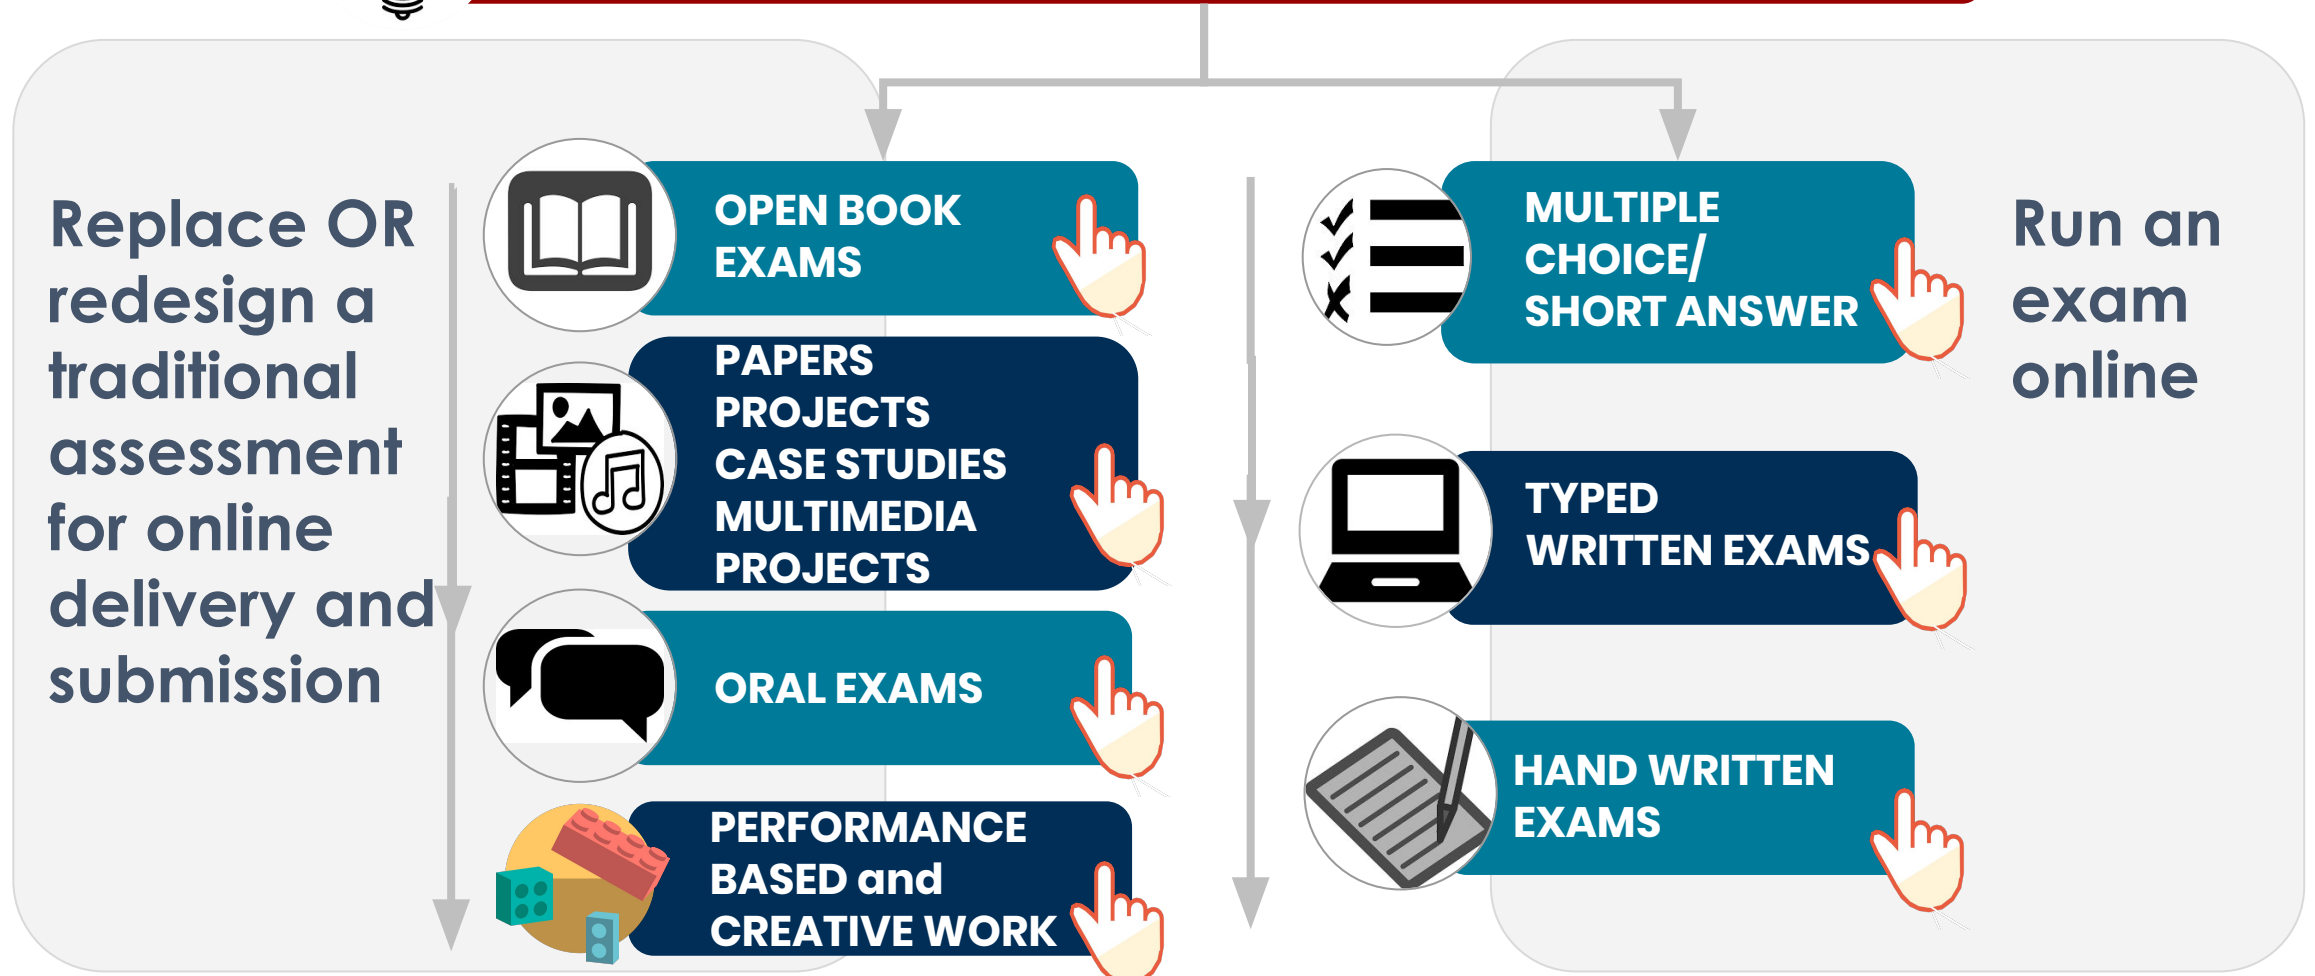 Replace OR
redesign a
traditional
assessment
for online
delivery and
submission
OPEN BOOK
EXAMS
PAPERS
PROJECTS
CASE STUDIES
MULTIMEDIA
PROJECTS
ORAL EXAMS
PERFORMANCE
BASED and
CREATIVE WORK
MULTIPLE
CHOICE/
SHORT ANSWER
TYPED
WRITTEN EXAMS
HAND WRITTEN
EXAMS
Run an
exam
online